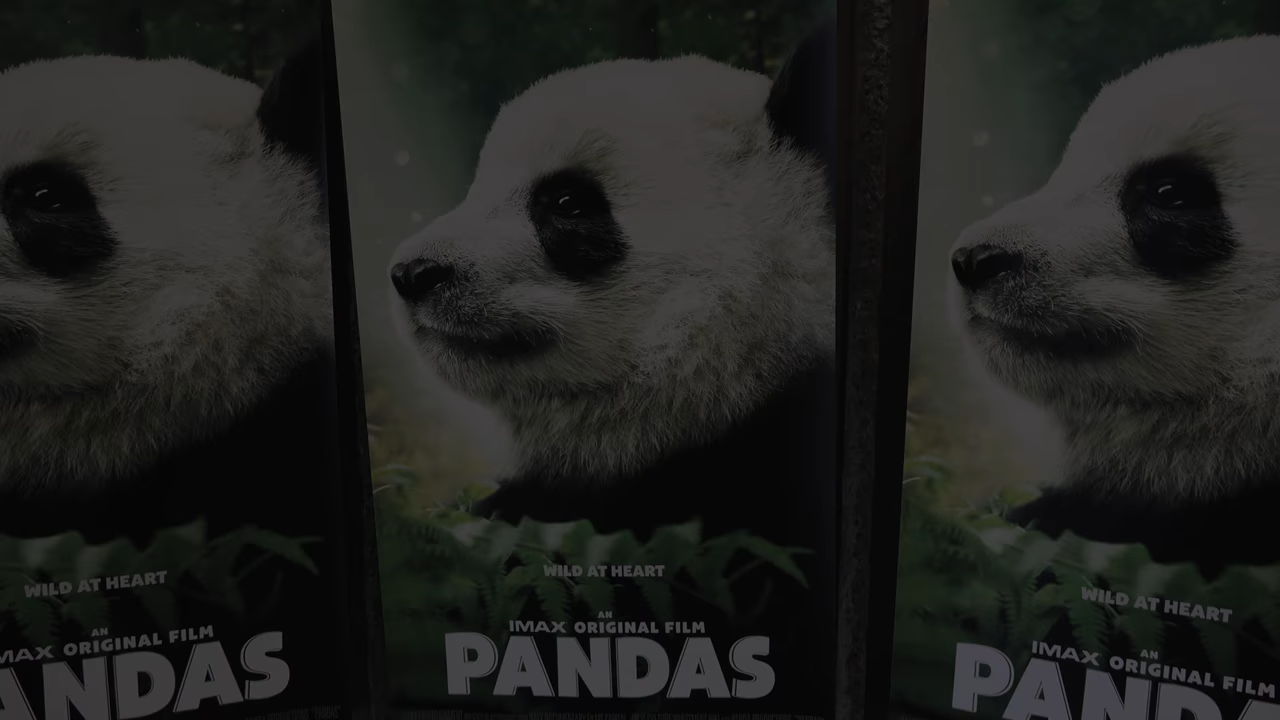 WILD AT HEART
AN
IMAX ORIGINAL FILM
PANDAS
WILD AT HEART
AN
IMAX ORIGINAL FILM
PANDAS
WILD AT HEART
AN
IMAX ORIGINAL FILM
PANDA